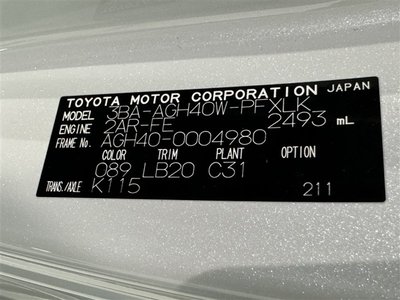 TOYOTA MOTOR CORPORATION JAPAN
MODEL 3BA-AGH40W-PFXLK
ENGINE 2AR-FE 2493 mL
FRAME No. AGH40-0004980
COLOR TRIM PLANT OPTION
089 LB20 C31
TRANS./AXLE K115 211